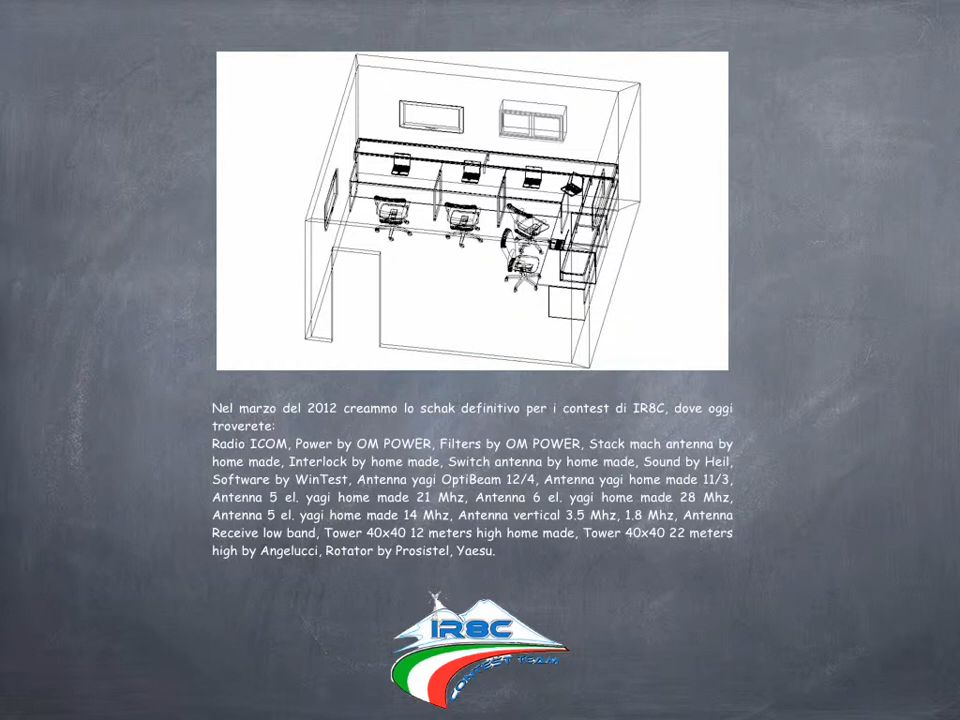 Nel marzo del 2012 creammo lo schak definitivo per i contest di IR8C, dove oggi
troverete:
Radio ICOM, Power by OM POWER, Filters by OM POWER, Stack mach antenna by
home made, Interlock by home made, Switch antenna by home made, Sound by Heil,
Software by WinTest, Antenna yagi OptiBeam 12/4, Antenna yagi home made 11/3,
Antenna 5 el. yagi home made 21 Mhz, Antenna 6 el. yagi home made 28 Mhz,
Antenna 5 el. yagi home made 14 Mhz, Antenna vertical 3.5 Mhz, 1.8 Mhz, Antenna
Receive low band, Tower 40x40 12 meters high home made, Tower 40x40 22 meters
high by Angelucci, Rotator by Prosistel, Yaesu.
IR8C
CONTEST TEAM